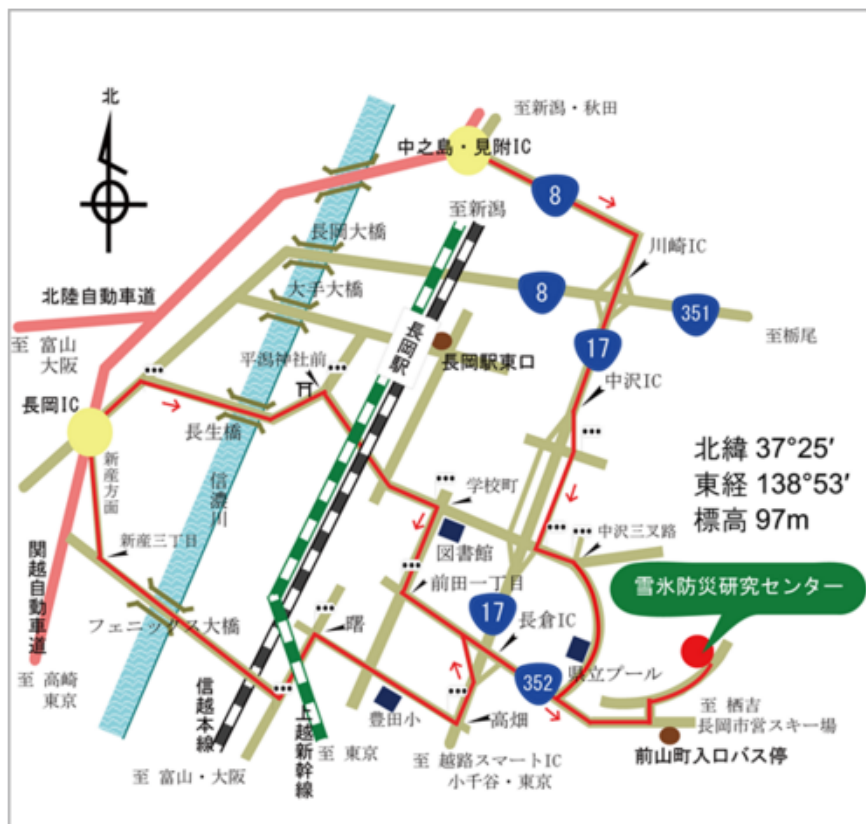 北
至新潟・秋田
中之島・見附IC
8
至新潟
長岡大橋
川崎IC
大手大橋
8
351
北陸自動車道
至 富山
大阪
至栃尾
長岡駅
17
平潟神社前
長岡駅東口
中沢IC
長岡IC
長生橋
北緯 37°25′
東経 138°53′
標高 97m
新産方面
信濃川
学校町
図書館
中沢三叉路
新産三丁目
前田一丁目
雪氷防災研究センター
関越自動車道
フェニックス大橋
曙
17
長倉IC
県立プール
352
至 高崎
東京
信越本線
上越新幹線
豊田小
高畑
至 栖吉
長岡市営スキー場
至 東京
至 越路スマートIC
小千谷・東京
前山町入口バス停
至 富山・大阪